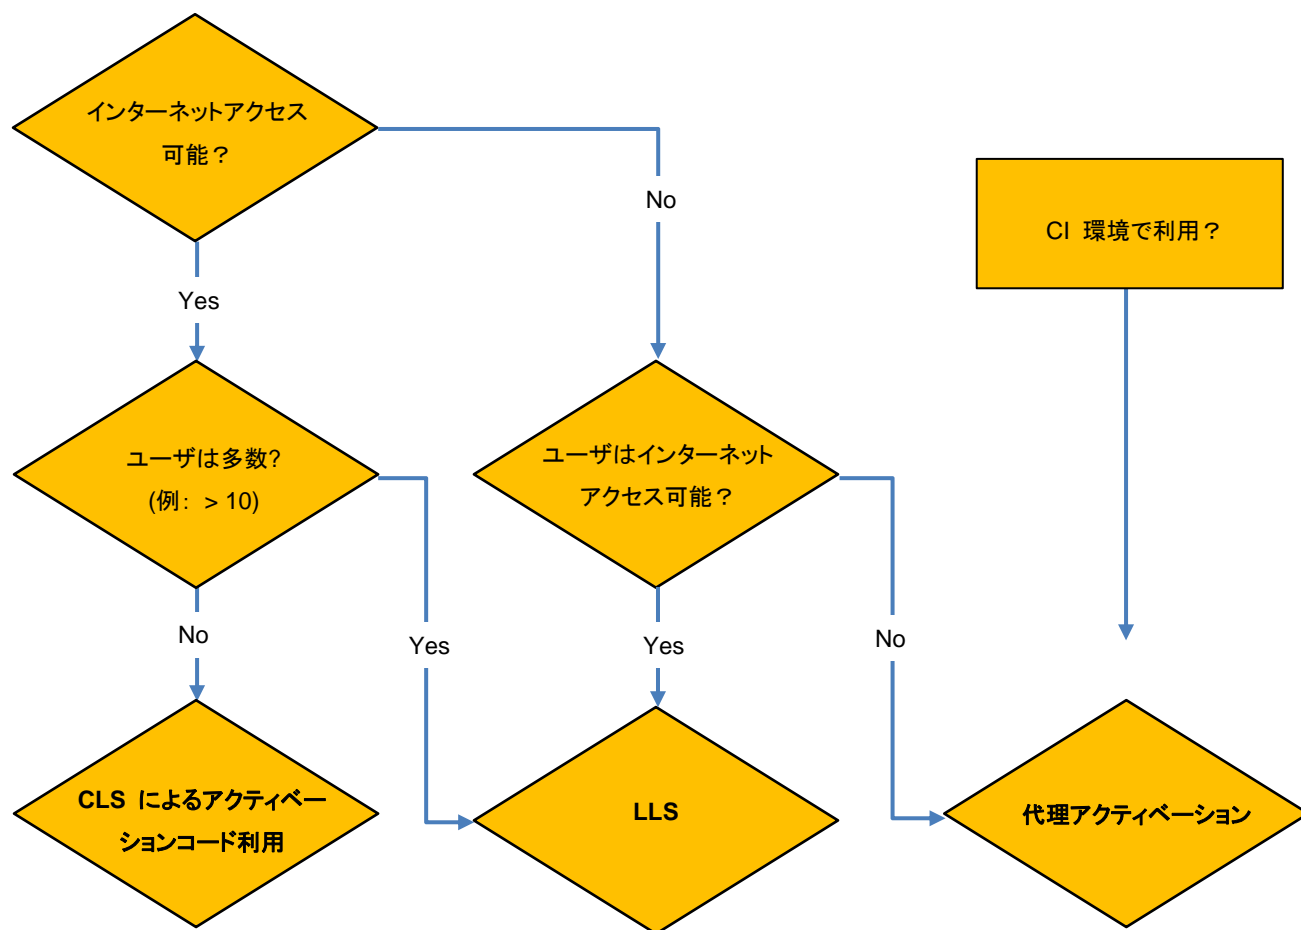 インターネットアクセス
可能？
No
CI 環境で利用？
Yes
ユーザは多数?
(例: > 10)
ユーザはインターネット
アクセス可能？
No
Yes
Yes
No
CLS によるアクティベー
ションコード利用
LLS
代理アクティベーション